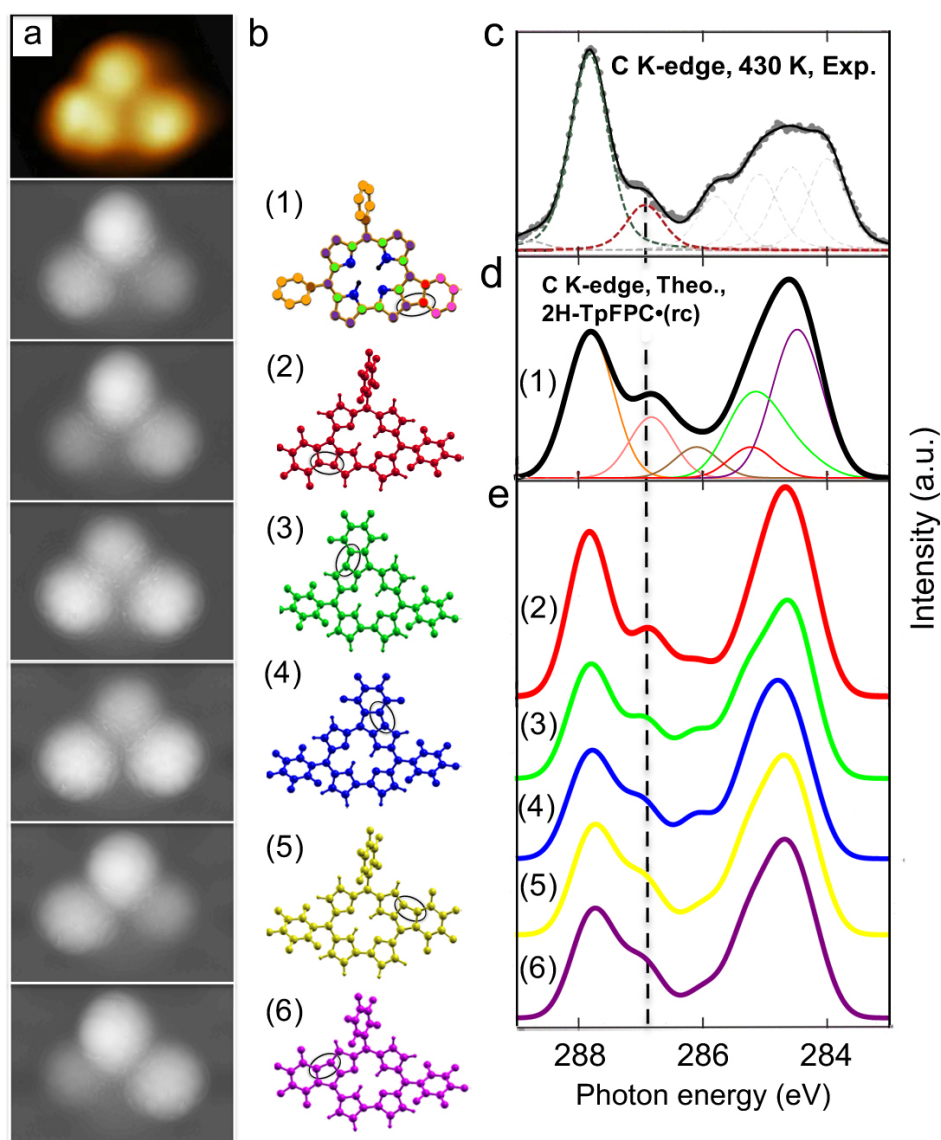 a
b
(1)
(2)
(3)
(4)
(5)
(6)
c
C K-edge, 430 K, Exp.
d
C K-edge, Theo.,
2H-TpFPC•(rc)
(1)
e
(2)
(3)
(4)
(5)
(6)
288 286 284
Photon energy (eV)
Intensity (a.u.)